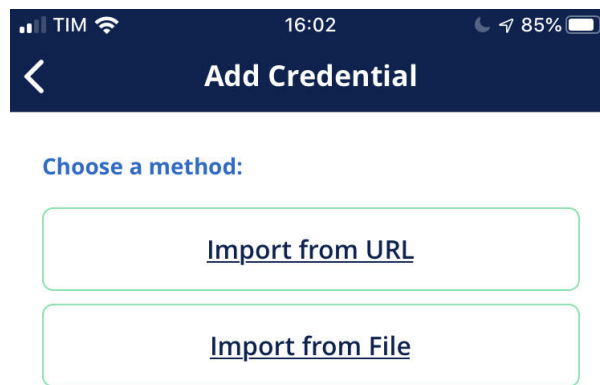 TIM 16:02 85%
Add Credential
Choose a method:
Import from URL
Import from File